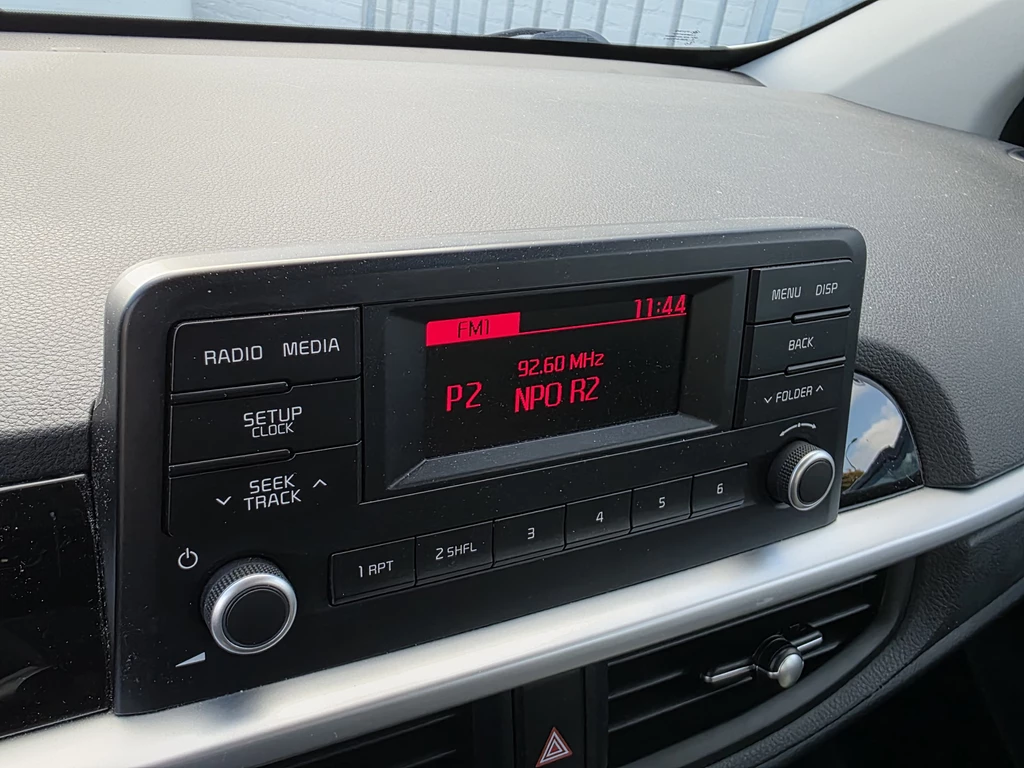 FM1
11:44
92.60 MHz
P2 NPO R2
RADIO MEDIA
SETUP
CLOCK
SEEK
TRACK
MENU DISP
BACK
FOLDER
1 RPT
2 SHFL
3
4
5
6